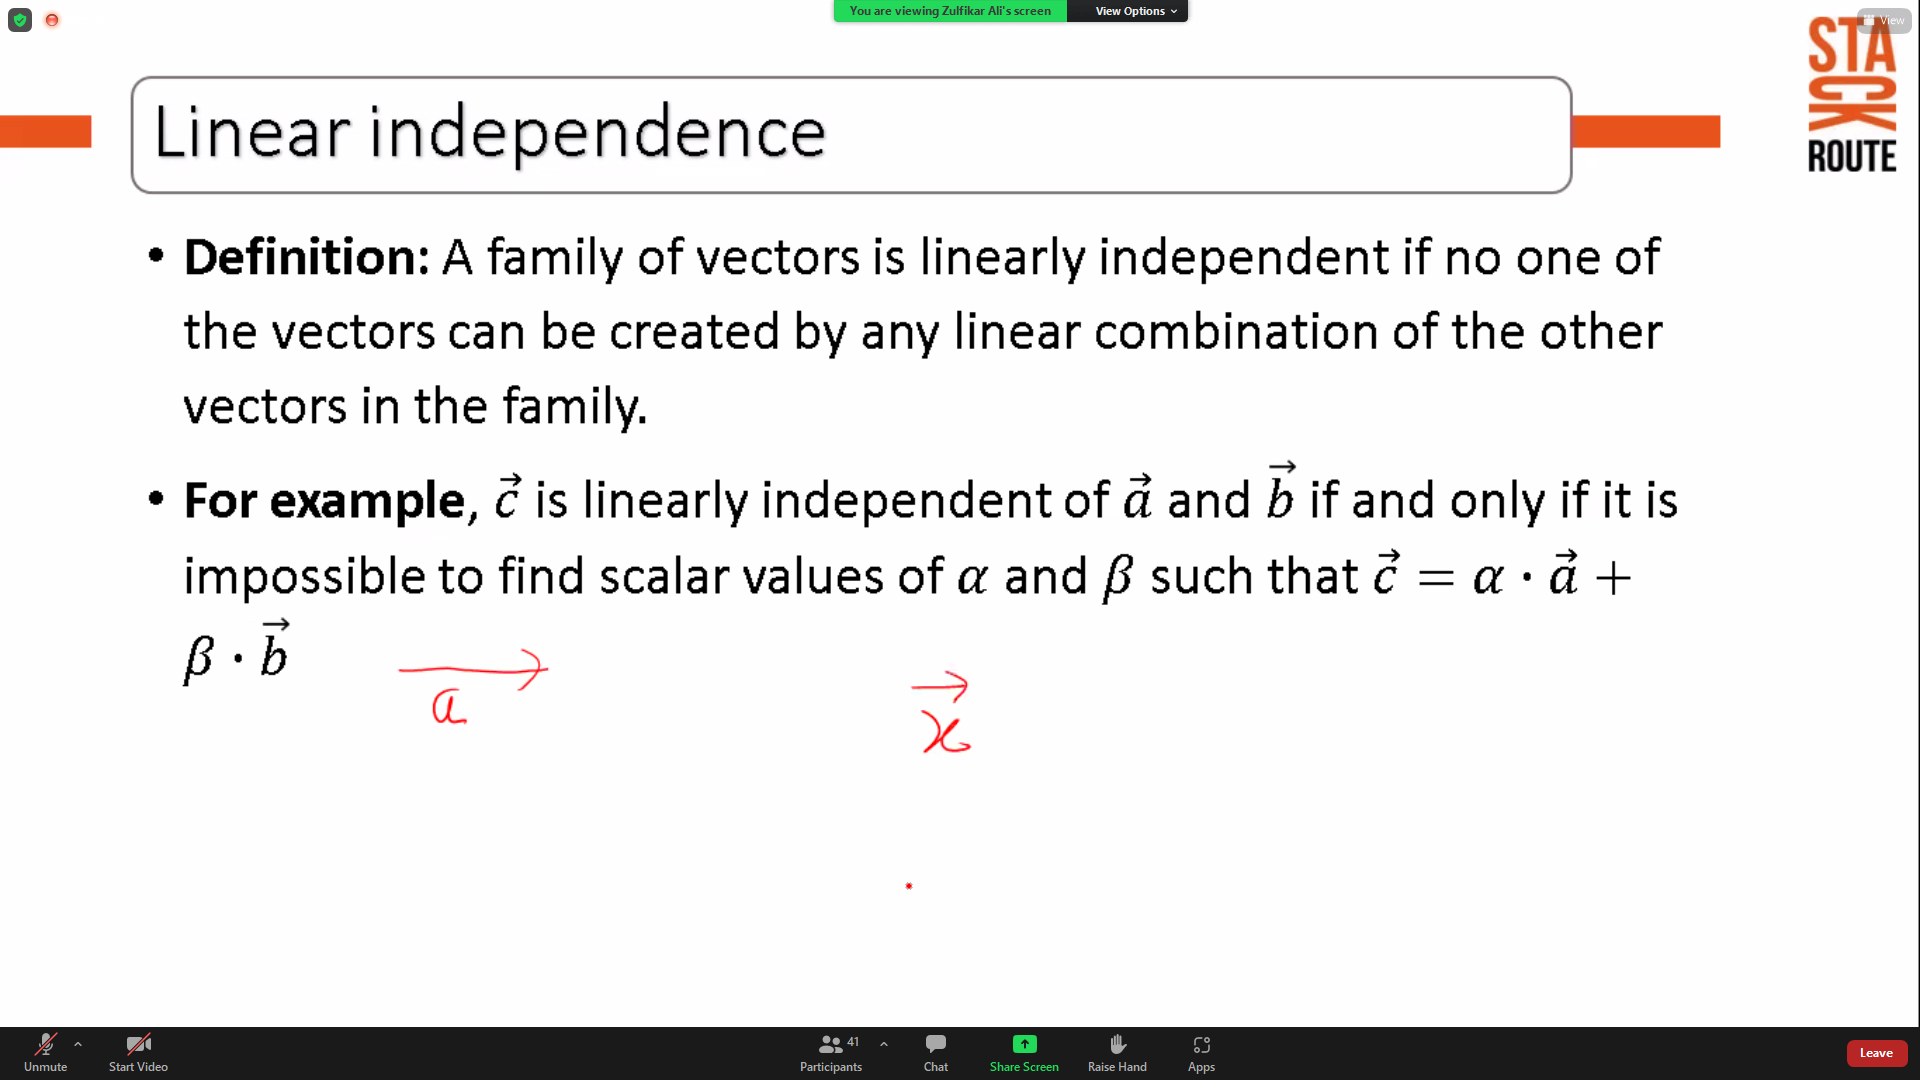 You are viewing Zulfikar Ali's screen View Options
View
STACK
ROUTE
Linear independence
• Definition: A family of vectors is linearly independent if no one of
the vectors can be created by any linear combination of the other
vectors in the family.
• For example, c⃗ is linearly independent of a⃗ and b⃗ if and only if it is
impossible to find scalar values of α and β such that c⃗ = α · a⃗ +
β · b⃗
a
x⃗
41
Unmute Start Video Participants Chat Share Screen Raise Hand Apps Leave